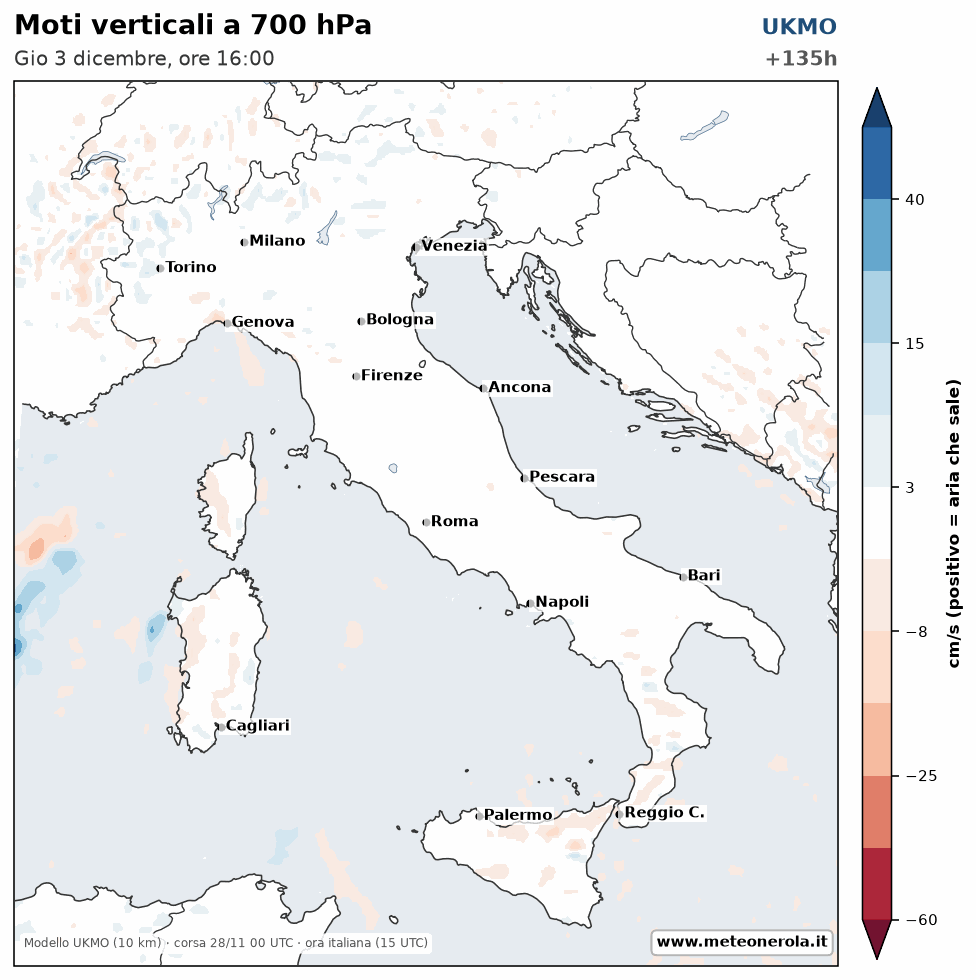 Moti verticali a 700 hPa
UKMO
Gio 3 dicembre, ore 16:00
+135h
Milano
Venezia
Torino
Genova
Bologna
Firenze
Ancona
Pescara
Roma
Bari
Napoli
Cagliari
Palermo
Reggio C.
40
15
3
−8
−25
−60
cm/s (positivo = aria che sale)
Modello UKMO (10 km) · corsa 28/11 00 UTC · ora italiana (15 UTC)
www.meteonerola.it